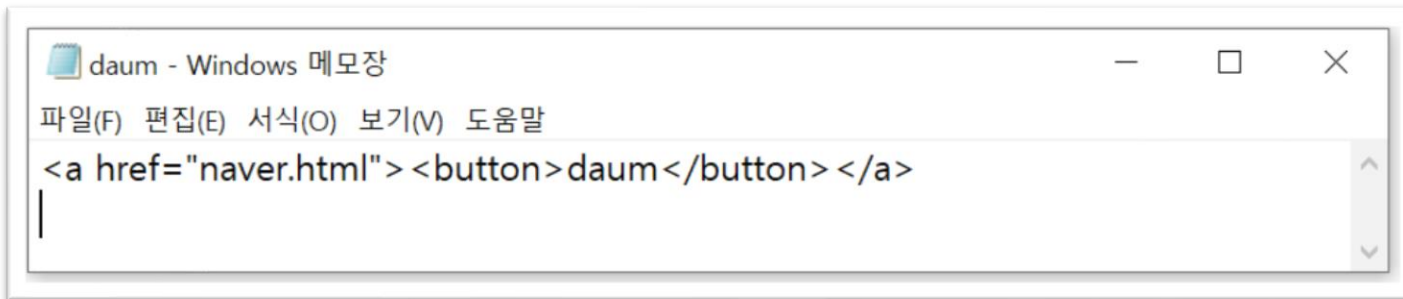 daum - Windows 메모장
파일(F) 편집(E) 서식(O) 보기(V) 도움말
<a href="naver.html"><button>daum</button></a>